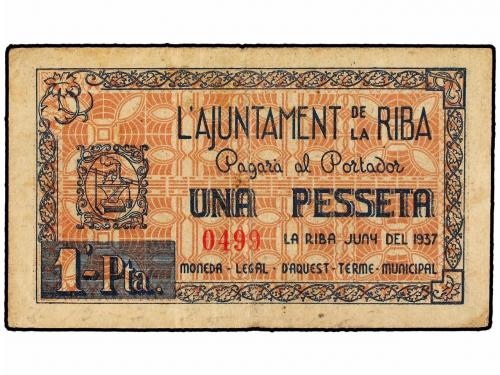 L'AJUNTAMENT DE LA RIBA
Pagarà al Portador
UNA PESSETA
0499 LA RIBA JUNY DEL 1937
1'- Pta.
MONEDA - LEGAL - D'AQUEST - TERME - MUNICIPAL